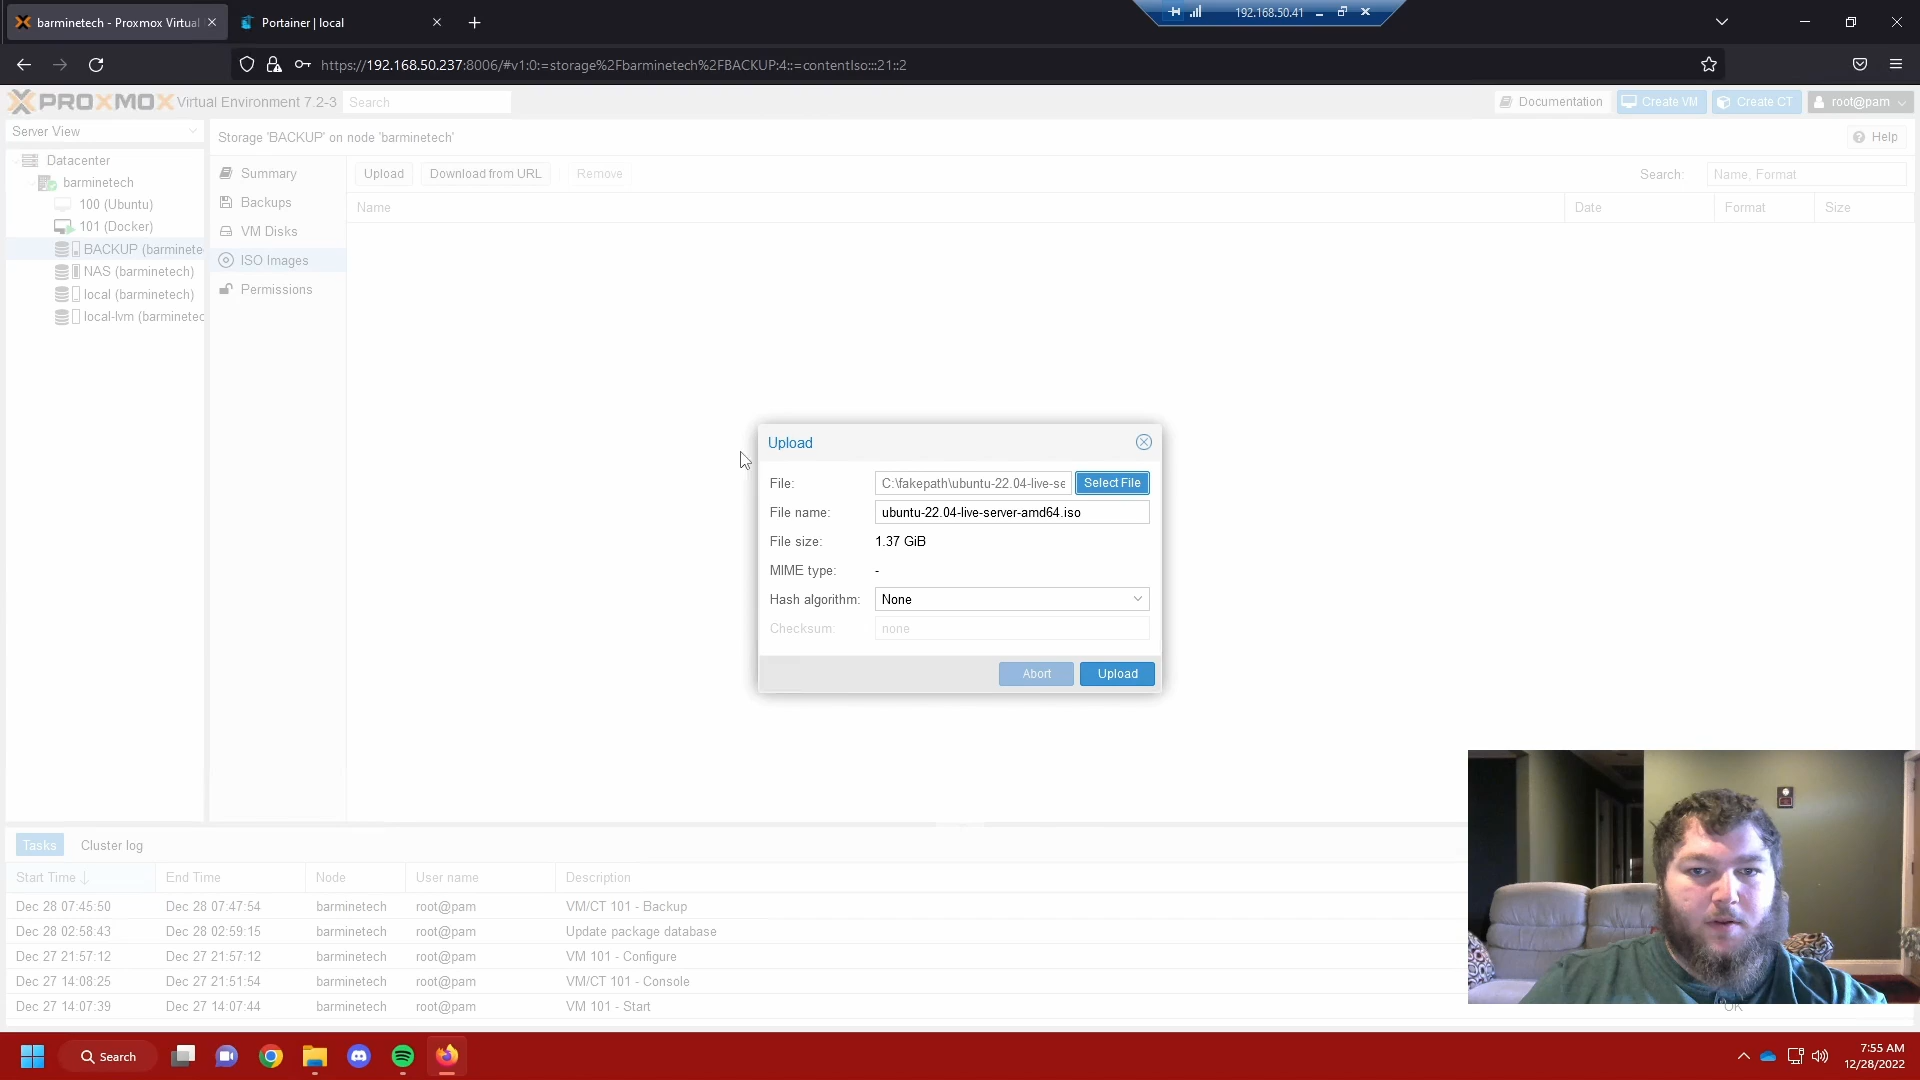 barminetech - Proxmox Virtual
Portainer | local
192.168.50.41
https://192.168.50.237:8006/#v1:0:=storage%2Fbarminetech%2FBACKUP:4::=contentIso:::21::2
PROXMOX Virtual Environment 7.2-3 Search
Documentation Create VM Create CT root@pam
Server View
Storage 'BACKUP' on node 'barminetech'
Help
Datacenter
barminetech
100 (Ubuntu)
101 (Docker)
BACKUP (barminete
NAS (barminetech)
local (barminetech)
local-lvm (barminetec
Summary
Backups
VM Disks
ISO Images
Permissions
Upload Download from URL Remove
Search: Name, Format
Name Date Format Size
Upload
File: C:\fakepath\ubuntu-22.04-live-se Select File
File name: ubuntu-22.04-live-server-amd64.iso
File size: 1.37 GiB
MIME type: -
Hash algorithm: None
Checksum: none
Abort Upload
Tasks Cluster log
Start Time End Time Node User name Description
Dec 28 07:45:50 Dec 28 07:47:54 barminetech root@pam VM/CT 101 - Backup
Dec 28 02:58:43 Dec 28 02:59:15 barminetech root@pam Update package database
Dec 27 21:57:12 Dec 27 21:57:12 barminetech root@pam VM 101 - Configure
Dec 27 14:08:25 Dec 27 21:51:54 barminetech root@pam VM/CT 101 - Console
Dec 27 14:07:39 Dec 27 14:07:44 barminetech root@pam VM 101 - Start
OK
Search
7:55 AM
12/28/2022